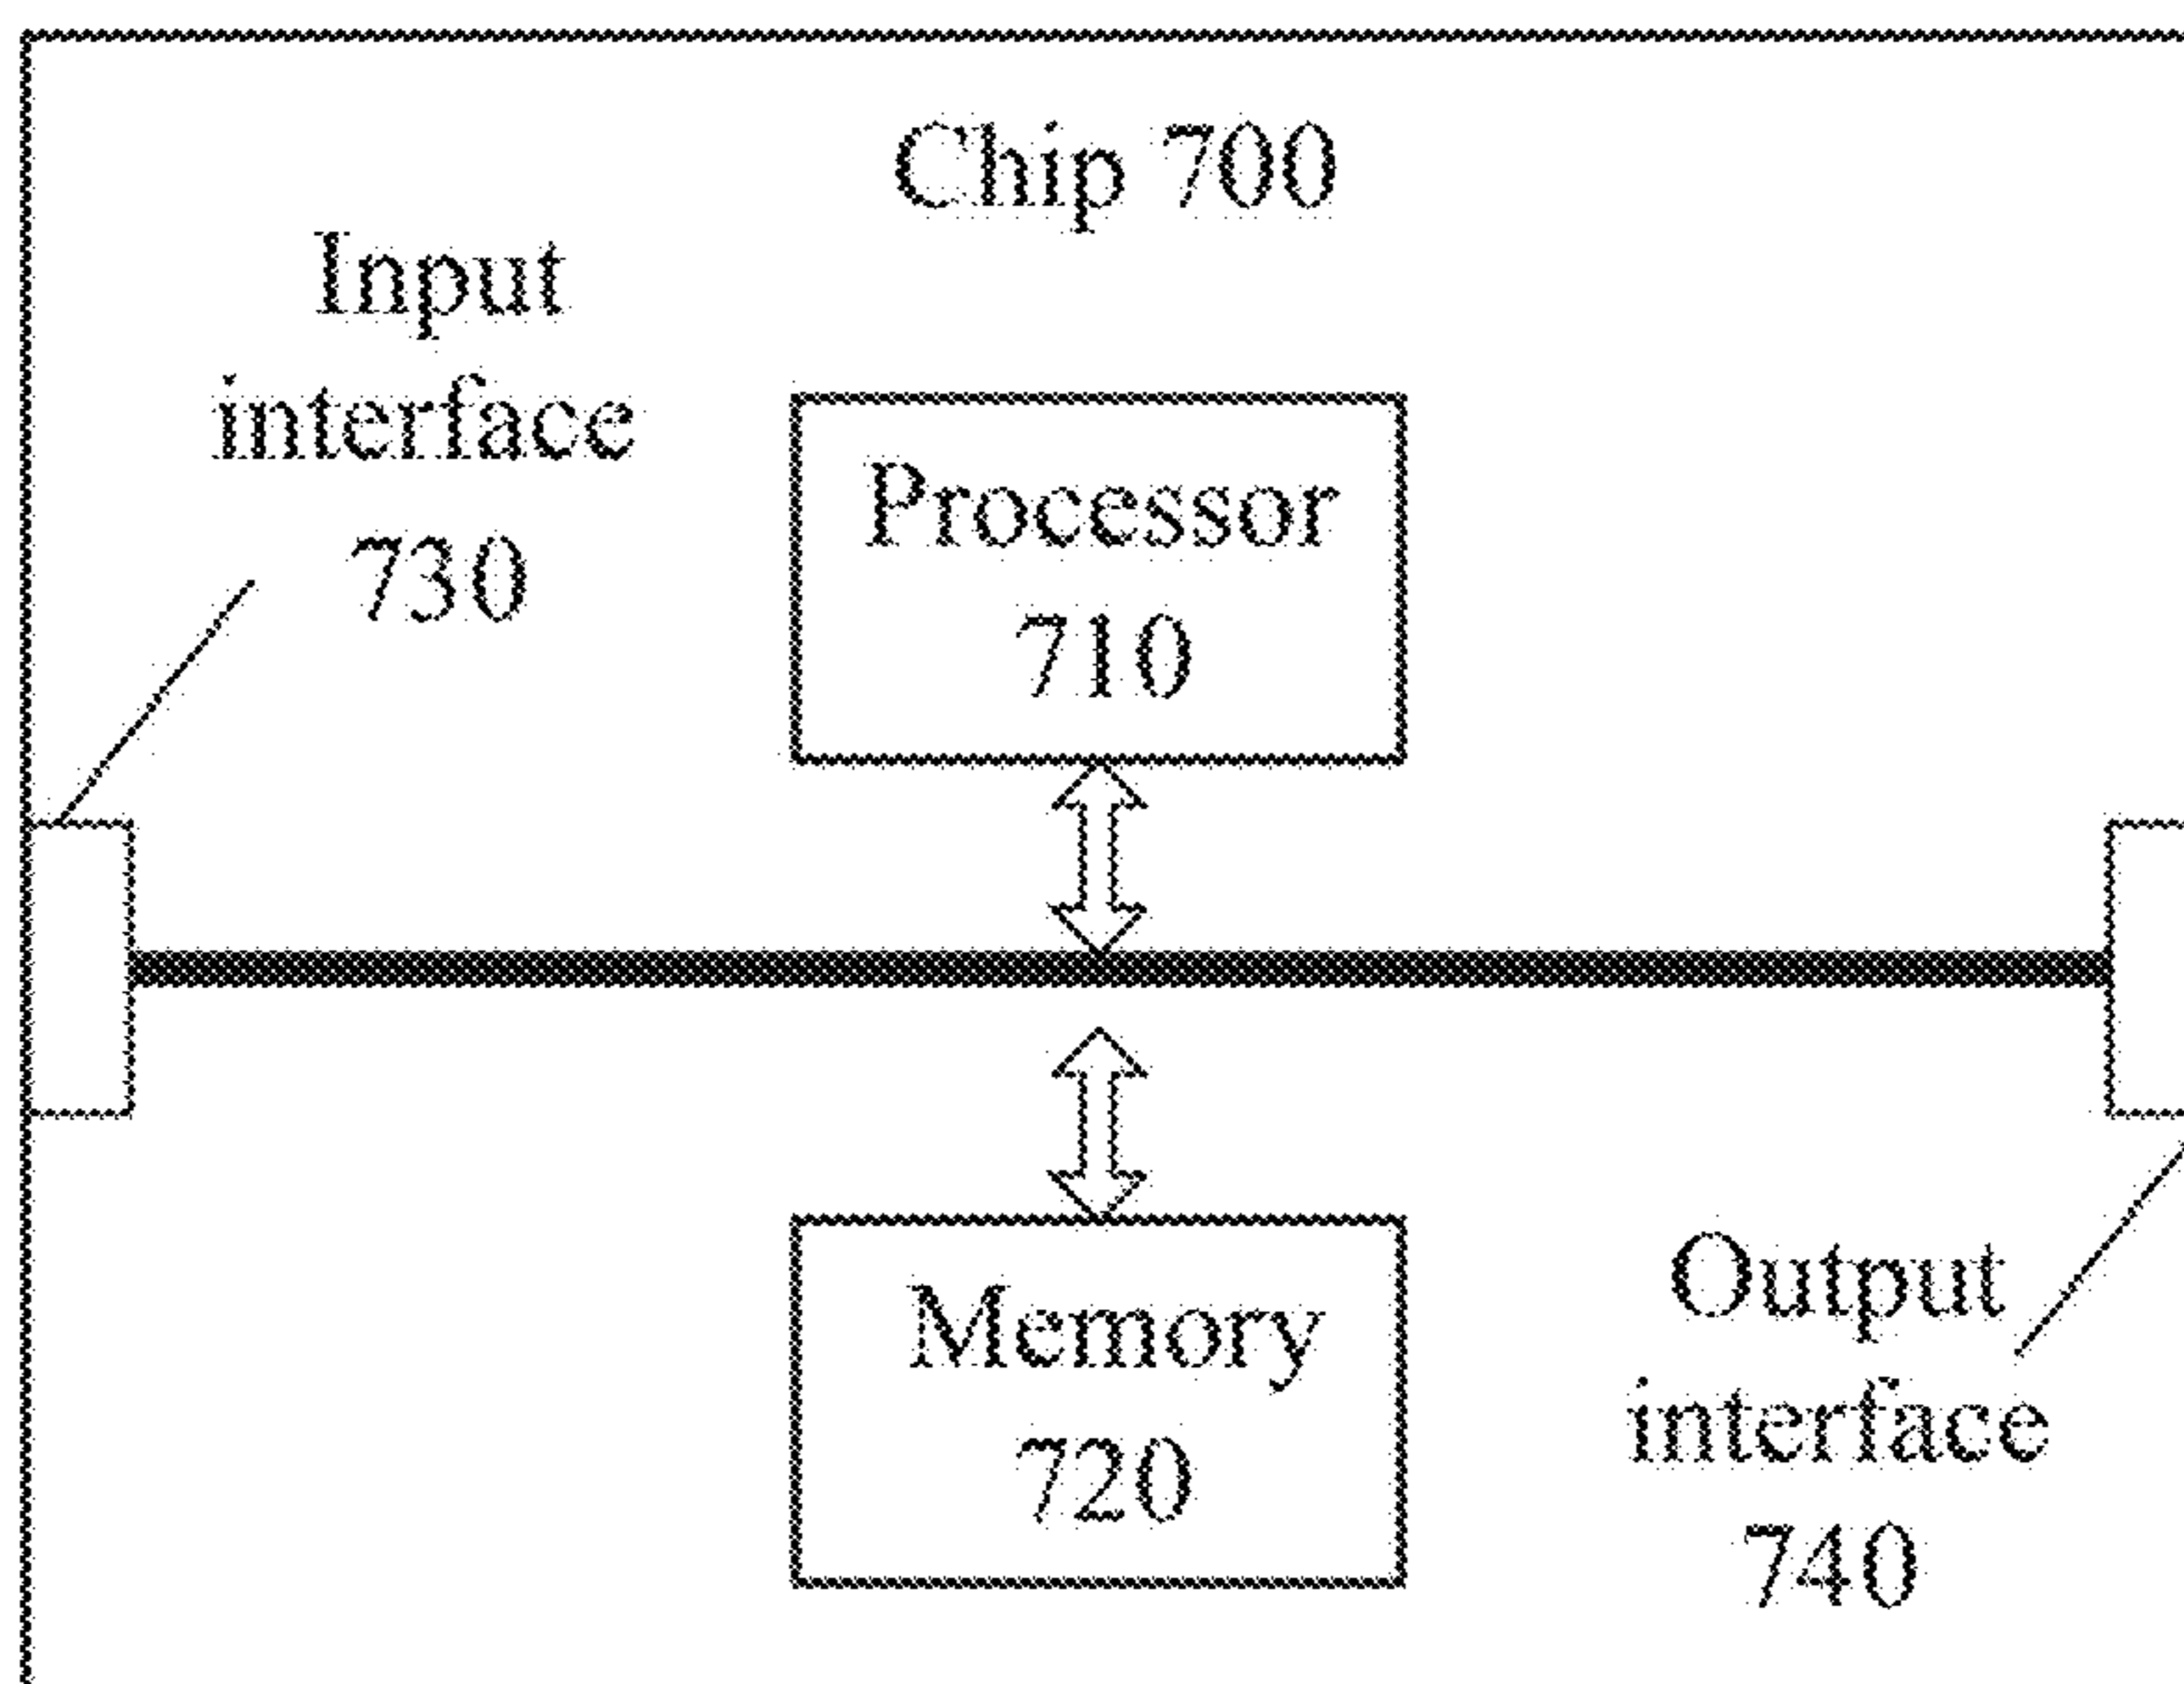 Chip 700
Input
interface
730
Processor
710
Memory
720
Output
interface
740